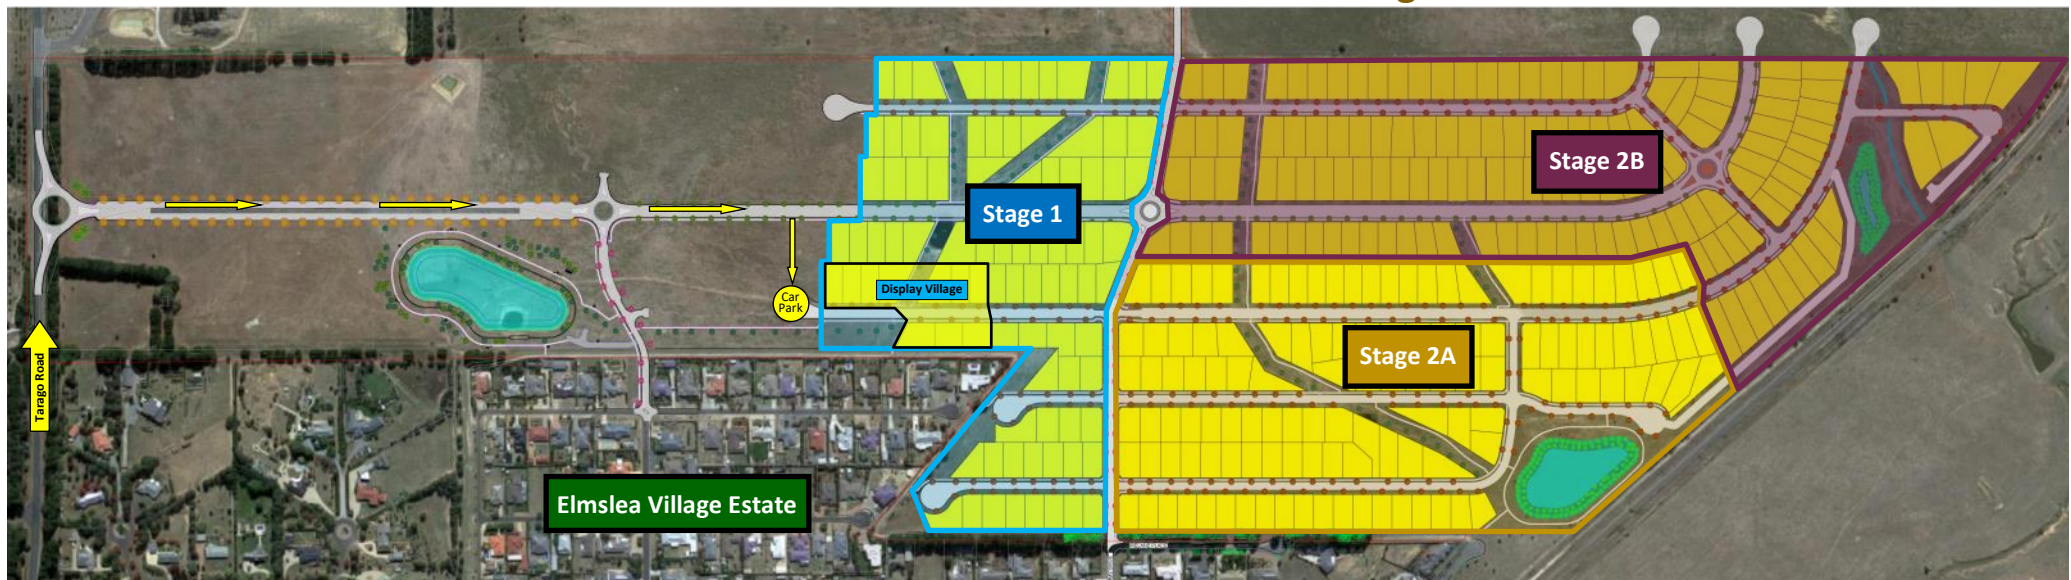 Stage 2B
Stage 1
Display Village
Car
Park
Stage 2A
Tarago Road
Elmslea Village Estate